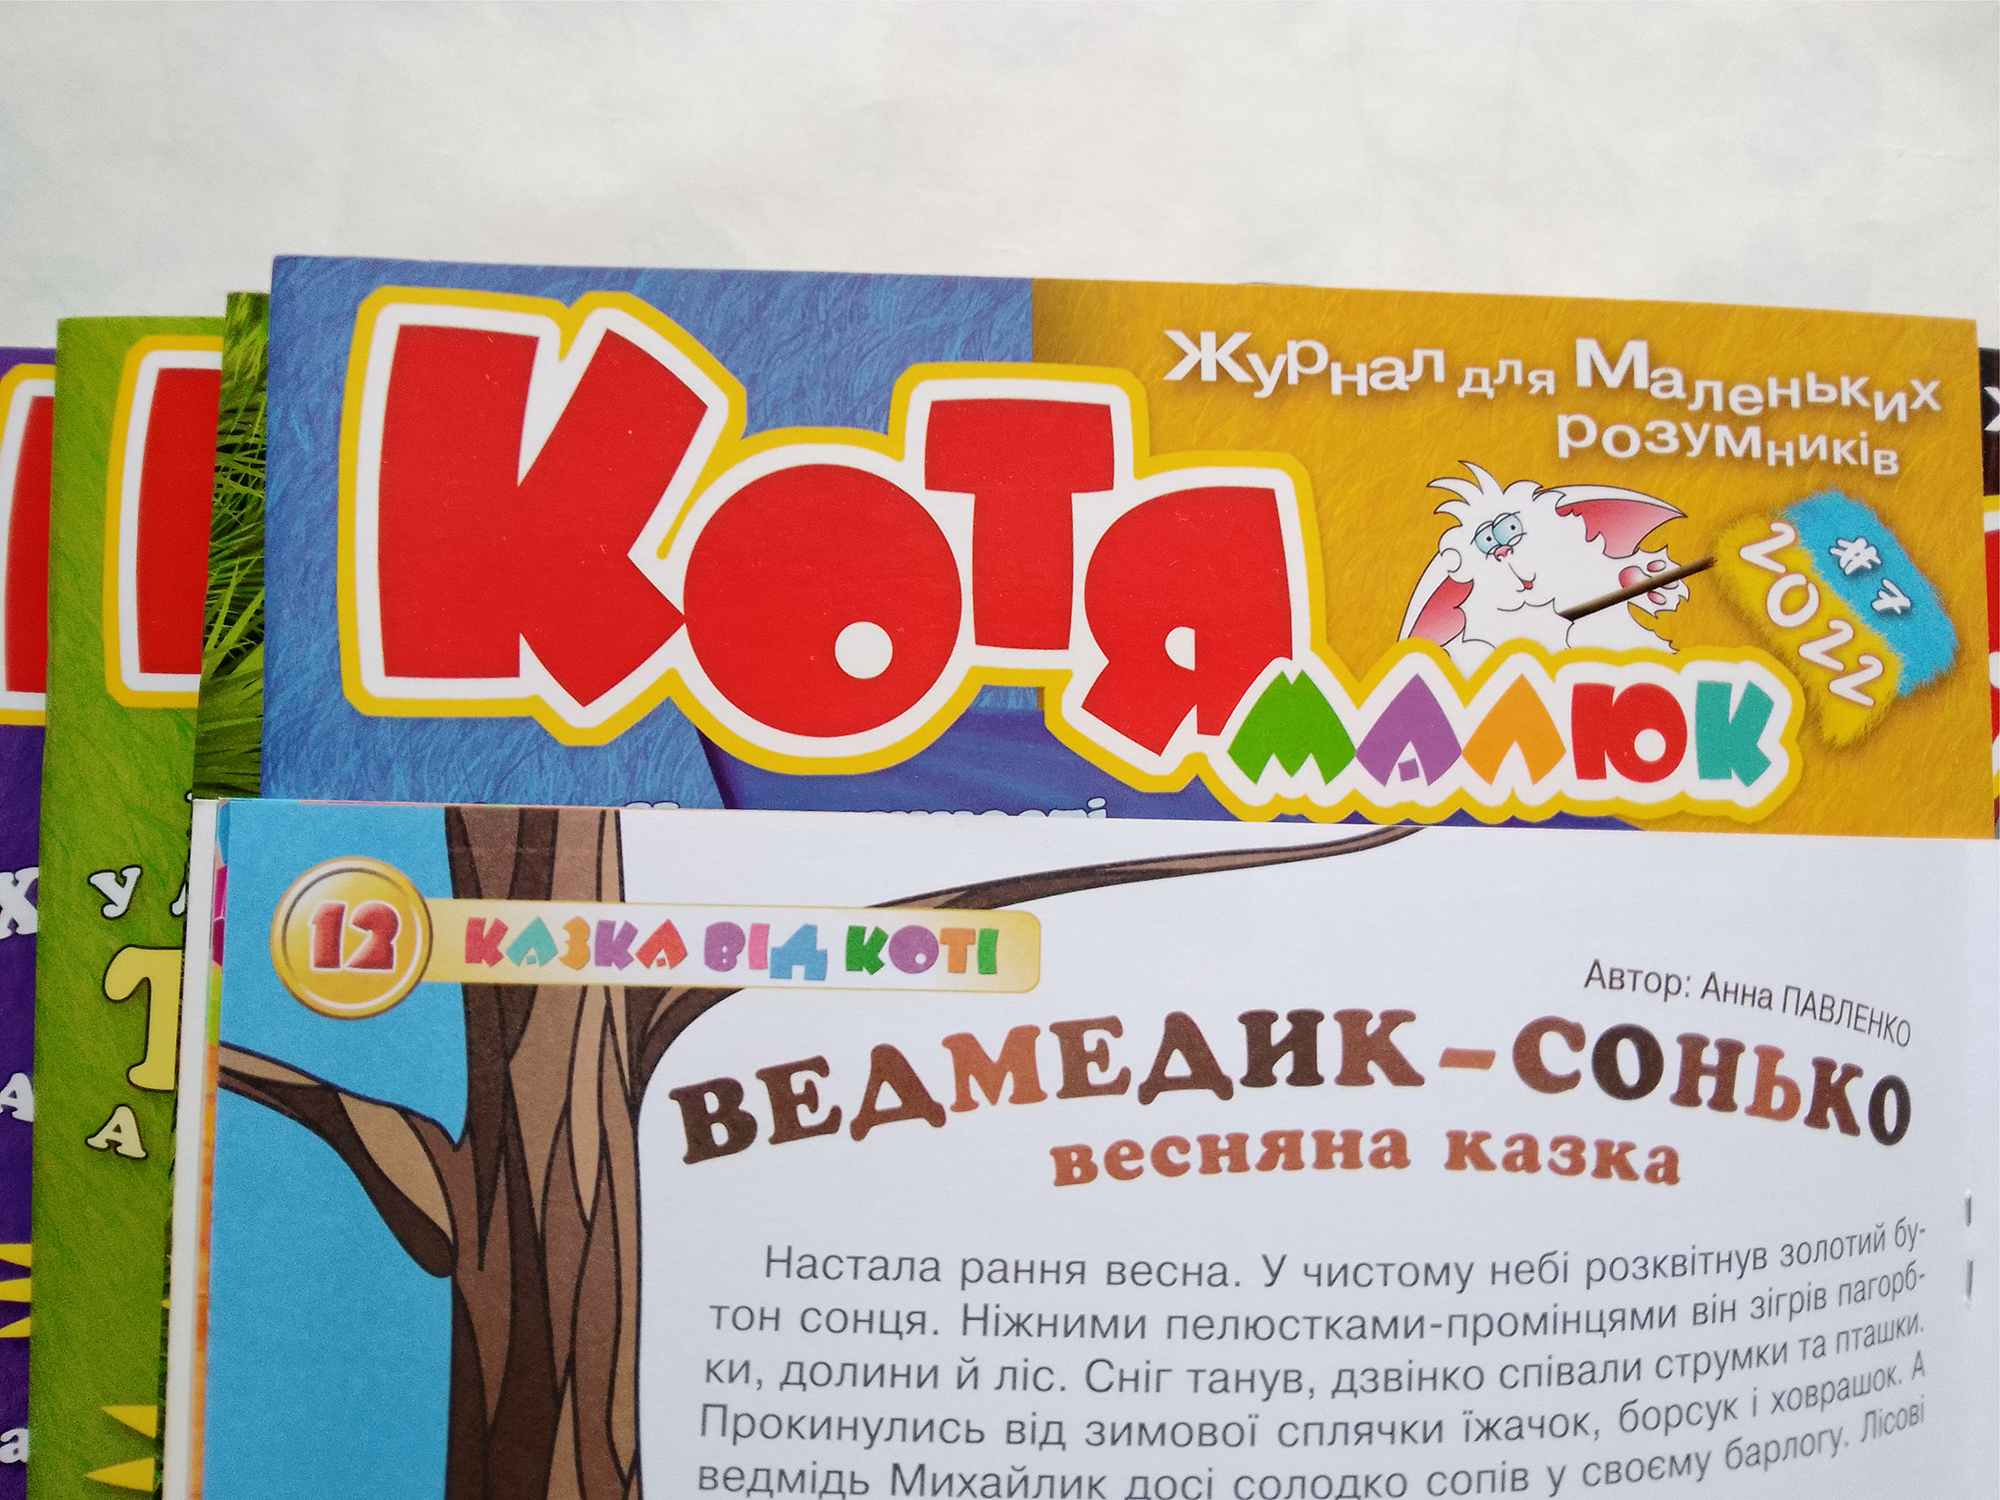 КОТЯ
МАЛЮК
Журнал для Маленьких
розумників
#7
2022
12 КАЗКА ВІД КОТІ
Автор: Анна ПАВЛЕНКО
ВЕДМЕДИК-СОНЬКО
весняна казка
Настала рання весна. У чистому небі розквітнув золотий бу-
тон сонця. Ніжними пелюстками-промінцями він зігрів пагорб-
ки, долини й ліс. Сніг танув, дзвінко співали струмки та пташки.
Прокинулись від зимової сплячки їжачок, борсук і ховрашок. А
ведмідь Михайлик досі солодко сопів у своєму барлогу. Лісові